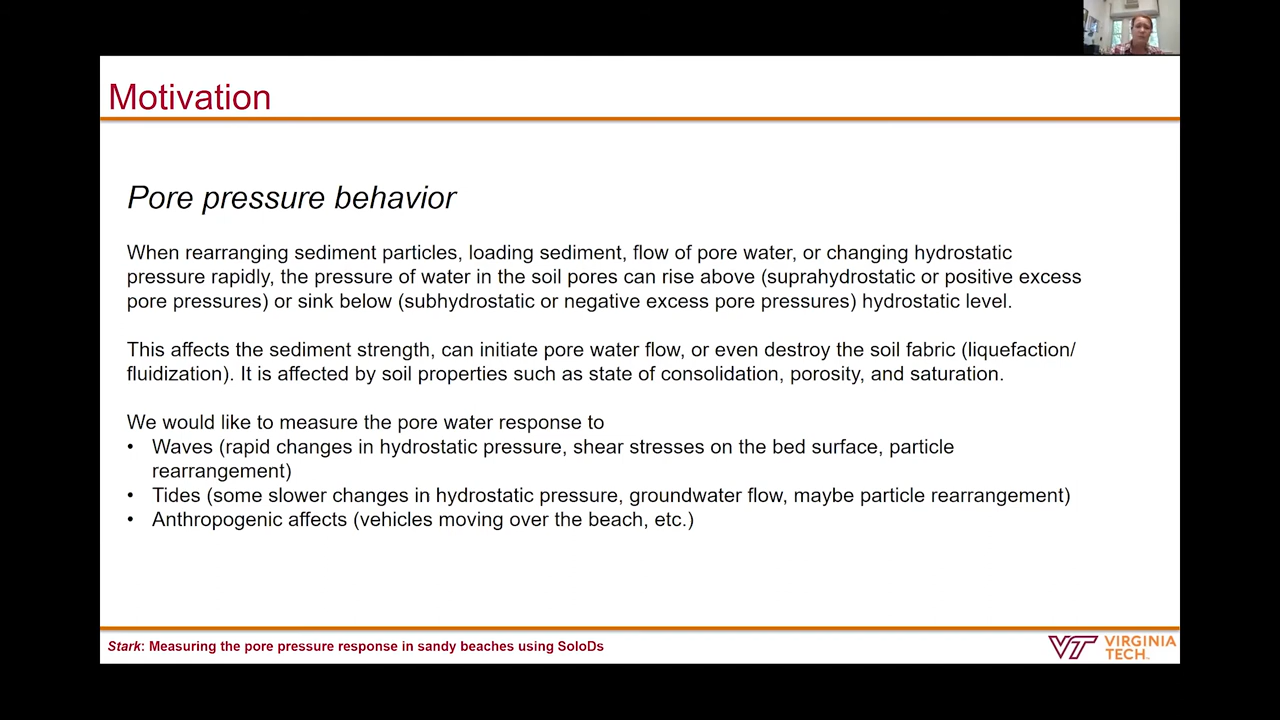 Motivation
Pore pressure behavior
When rearranging sediment particles, loading sediment, flow of pore water, or changing hydrostatic
pressure rapidly, the pressure of water in the soil pores can rise above (suprahydrostatic or positive excess
pore pressures) or sink below (subhydrostatic or negative excess pore pressures) hydrostatic level.
This affects the sediment strength, can initiate pore water flow, or even destroy the soil fabric (liquefaction/
fluidization). It is affected by soil properties such as state of consolidation, porosity, and saturation.
We would like to measure the pore water response to
• Waves (rapid changes in hydrostatic pressure, shear stresses on the bed surface, particle
rearrangement)
• Tides (some slower changes in hydrostatic pressure, groundwater flow, maybe particle rearrangement)
• Anthropogenic affects (vehicles moving over the beach, etc.)
Stark: Measuring the pore pressure response in sandy beaches using SoloDs
VT VIRGINIA
TECH